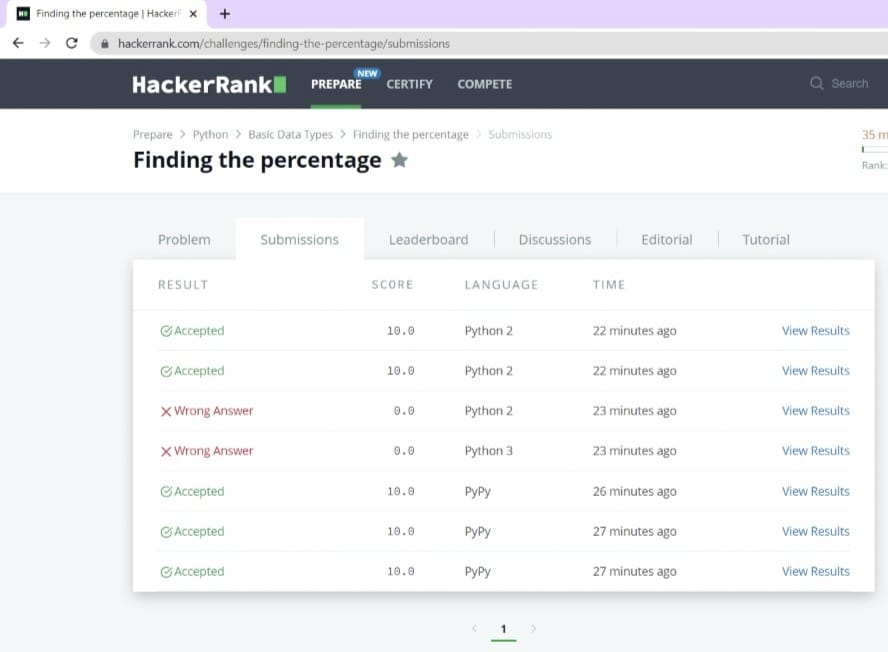 Finding the percentage | Hacker
hackerrank.com/challenges/finding-the-percentage/submissions
HackerRank PREPARE NEW CERTIFY COMPETE Search
Prepare > Python > Basic Data Types > Finding the percentage > Submissions
Finding the percentage
35 m
Rank:
Problem Submissions Leaderboard Discussions Editorial Tutorial
RESULT SCORE LANGUAGE TIME
Accepted 10.0 Python 2 22 minutes ago View Results
Accepted 10.0 Python 2 22 minutes ago View Results
Wrong Answer 0.0 Python 2 23 minutes ago View Results
Wrong Answer 0.0 Python 3 23 minutes ago View Results
Accepted 10.0 PyPy 26 minutes ago View Results
Accepted 10.0 PyPy 27 minutes ago View Results
Accepted 10.0 PyPy 27 minutes ago View Results
1